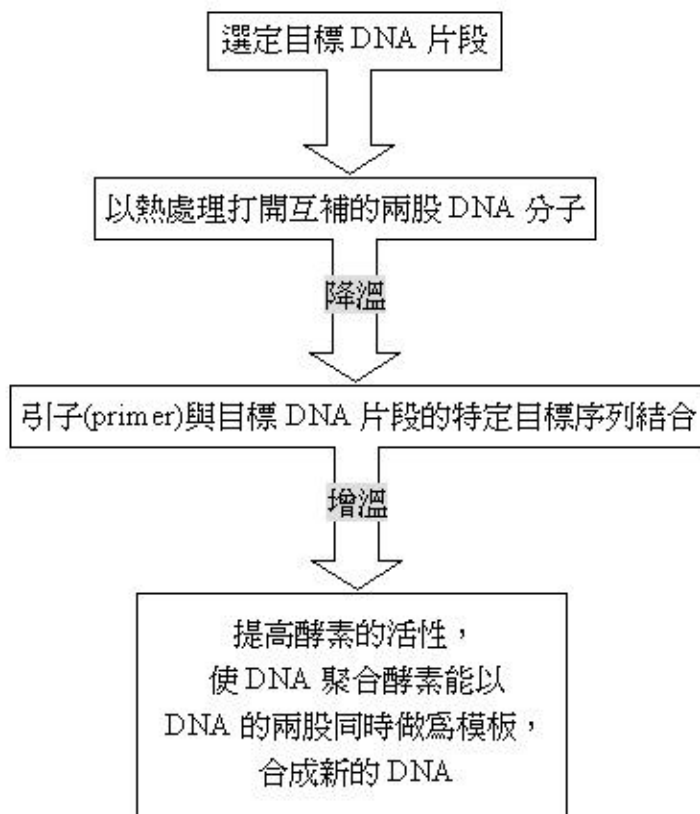 選定目標 DNA 片段
以熱處理打開互補的兩股 DNA 分子
降溫
引子(primer)與目標 DNA 片段的特定目標序列結合
增溫
提高酵素的活性，
使 DNA 聚合酵素能以
DNA 的兩股同時做為模板，
合成新的 DNA